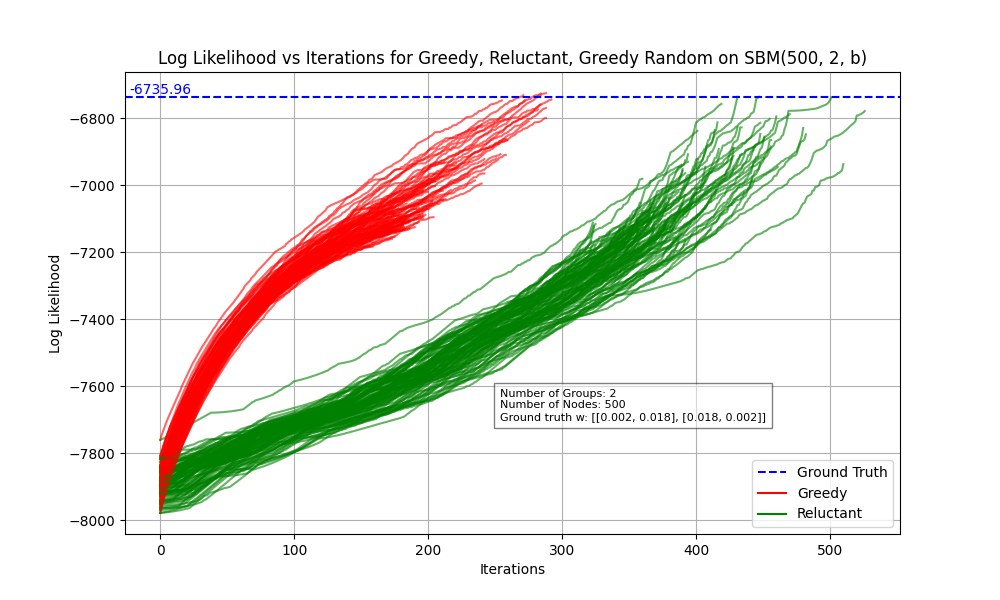 Log Likelihood vs Iterations for Greedy, Reluctant, Greedy Random on SBM(500, 2, b)
-6735.96
−6800
−7000
−7200
−7400
−7600
−7800
−8000
Log Likelihood
Number of Groups: 2
Number of Nodes: 500
Ground truth w: [[0.002, 0.018], [0.018, 0.002]]
Ground Truth
Greedy
Reluctant
0 100 200 300 400 500
Iterations